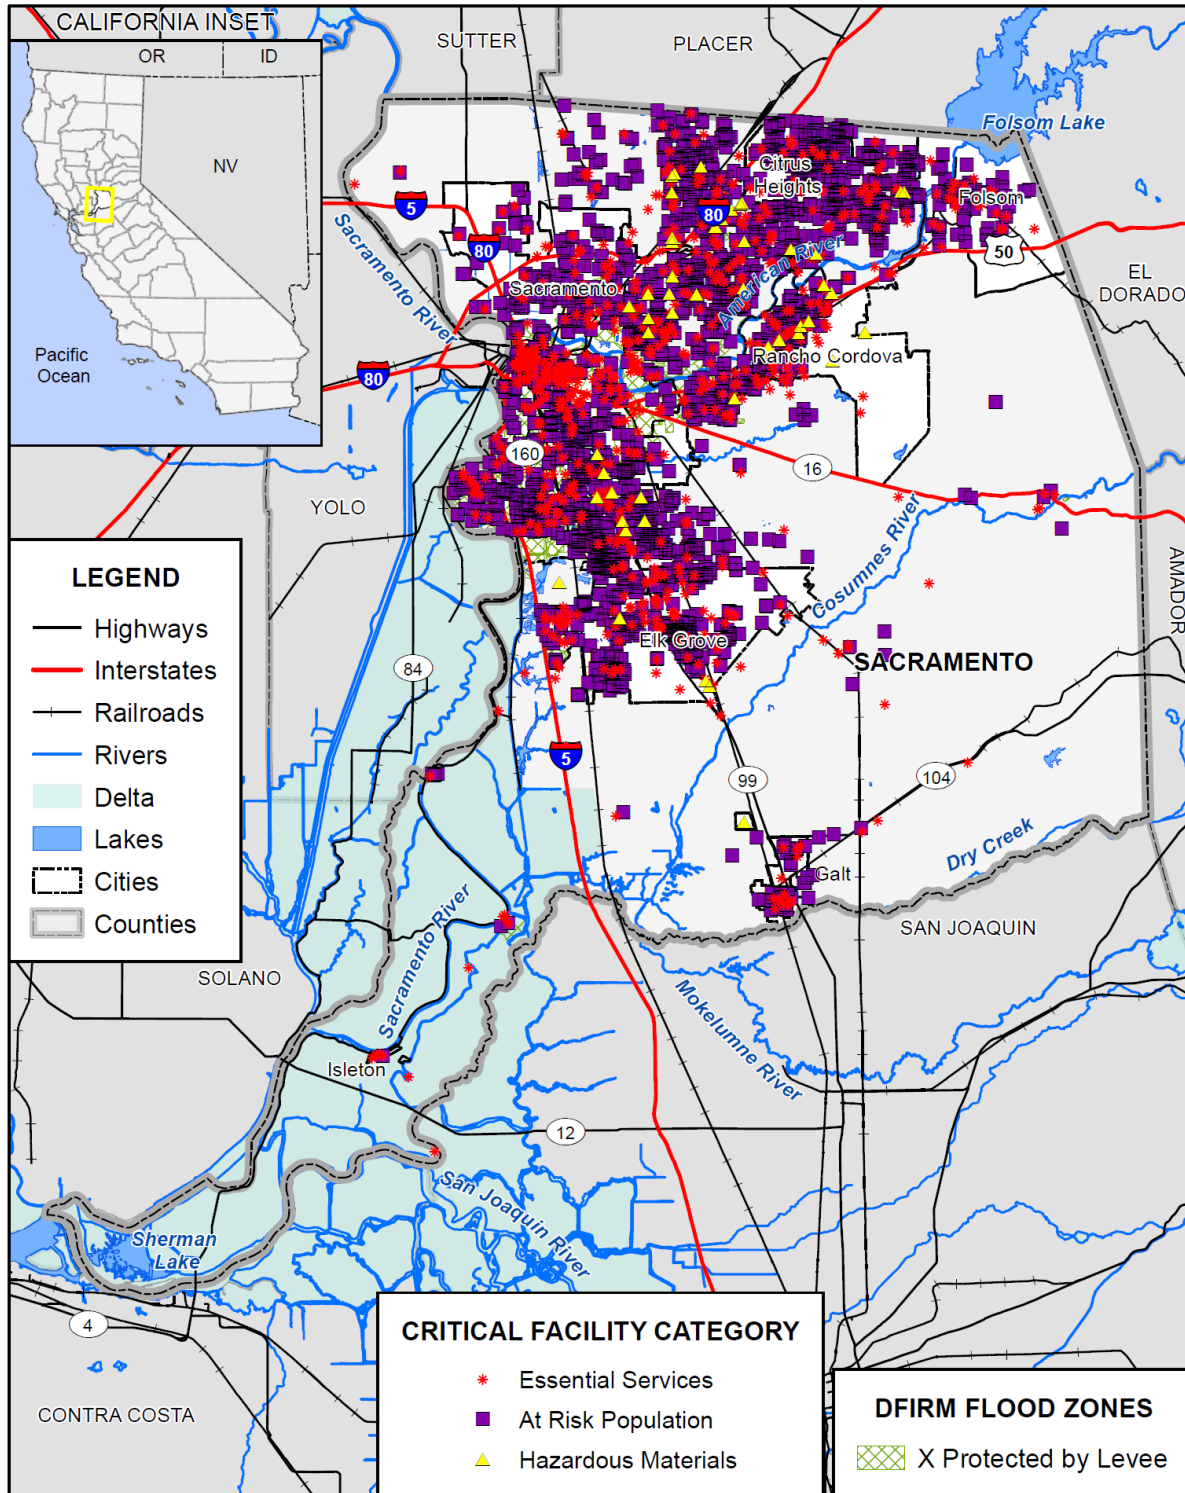 CALIFORNIA INSET
OR
ID
NV
Pacific
Ocean
SUTTER
PLACER
Folsom Lake
Citrus
Heights
Folsom
5
80
80
50
Sacramento River
American River
Sacramento
EL
DORADO
Rancho Cordova
80
160
16
YOLO
Cosumnes River
AMADOR
LEGEND
Highways
Interstates
Railroads
Rivers
Delta
Lakes
Cities
Counties
Elk Grove
SACRAMENTO
84
5
99
104
Dry Creek
Galt
SAN JOAQUIN
SOLANO
Sacramento River
Mokelumne River
Isleton
12
San Joaquin River
Sherman
Lake
4
CONTRA COSTA
CRITICAL FACILITY CATEGORY
Essential Services
At Risk Population
Hazardous Materials
DFIRM FLOOD ZONES
X Protected by Levee